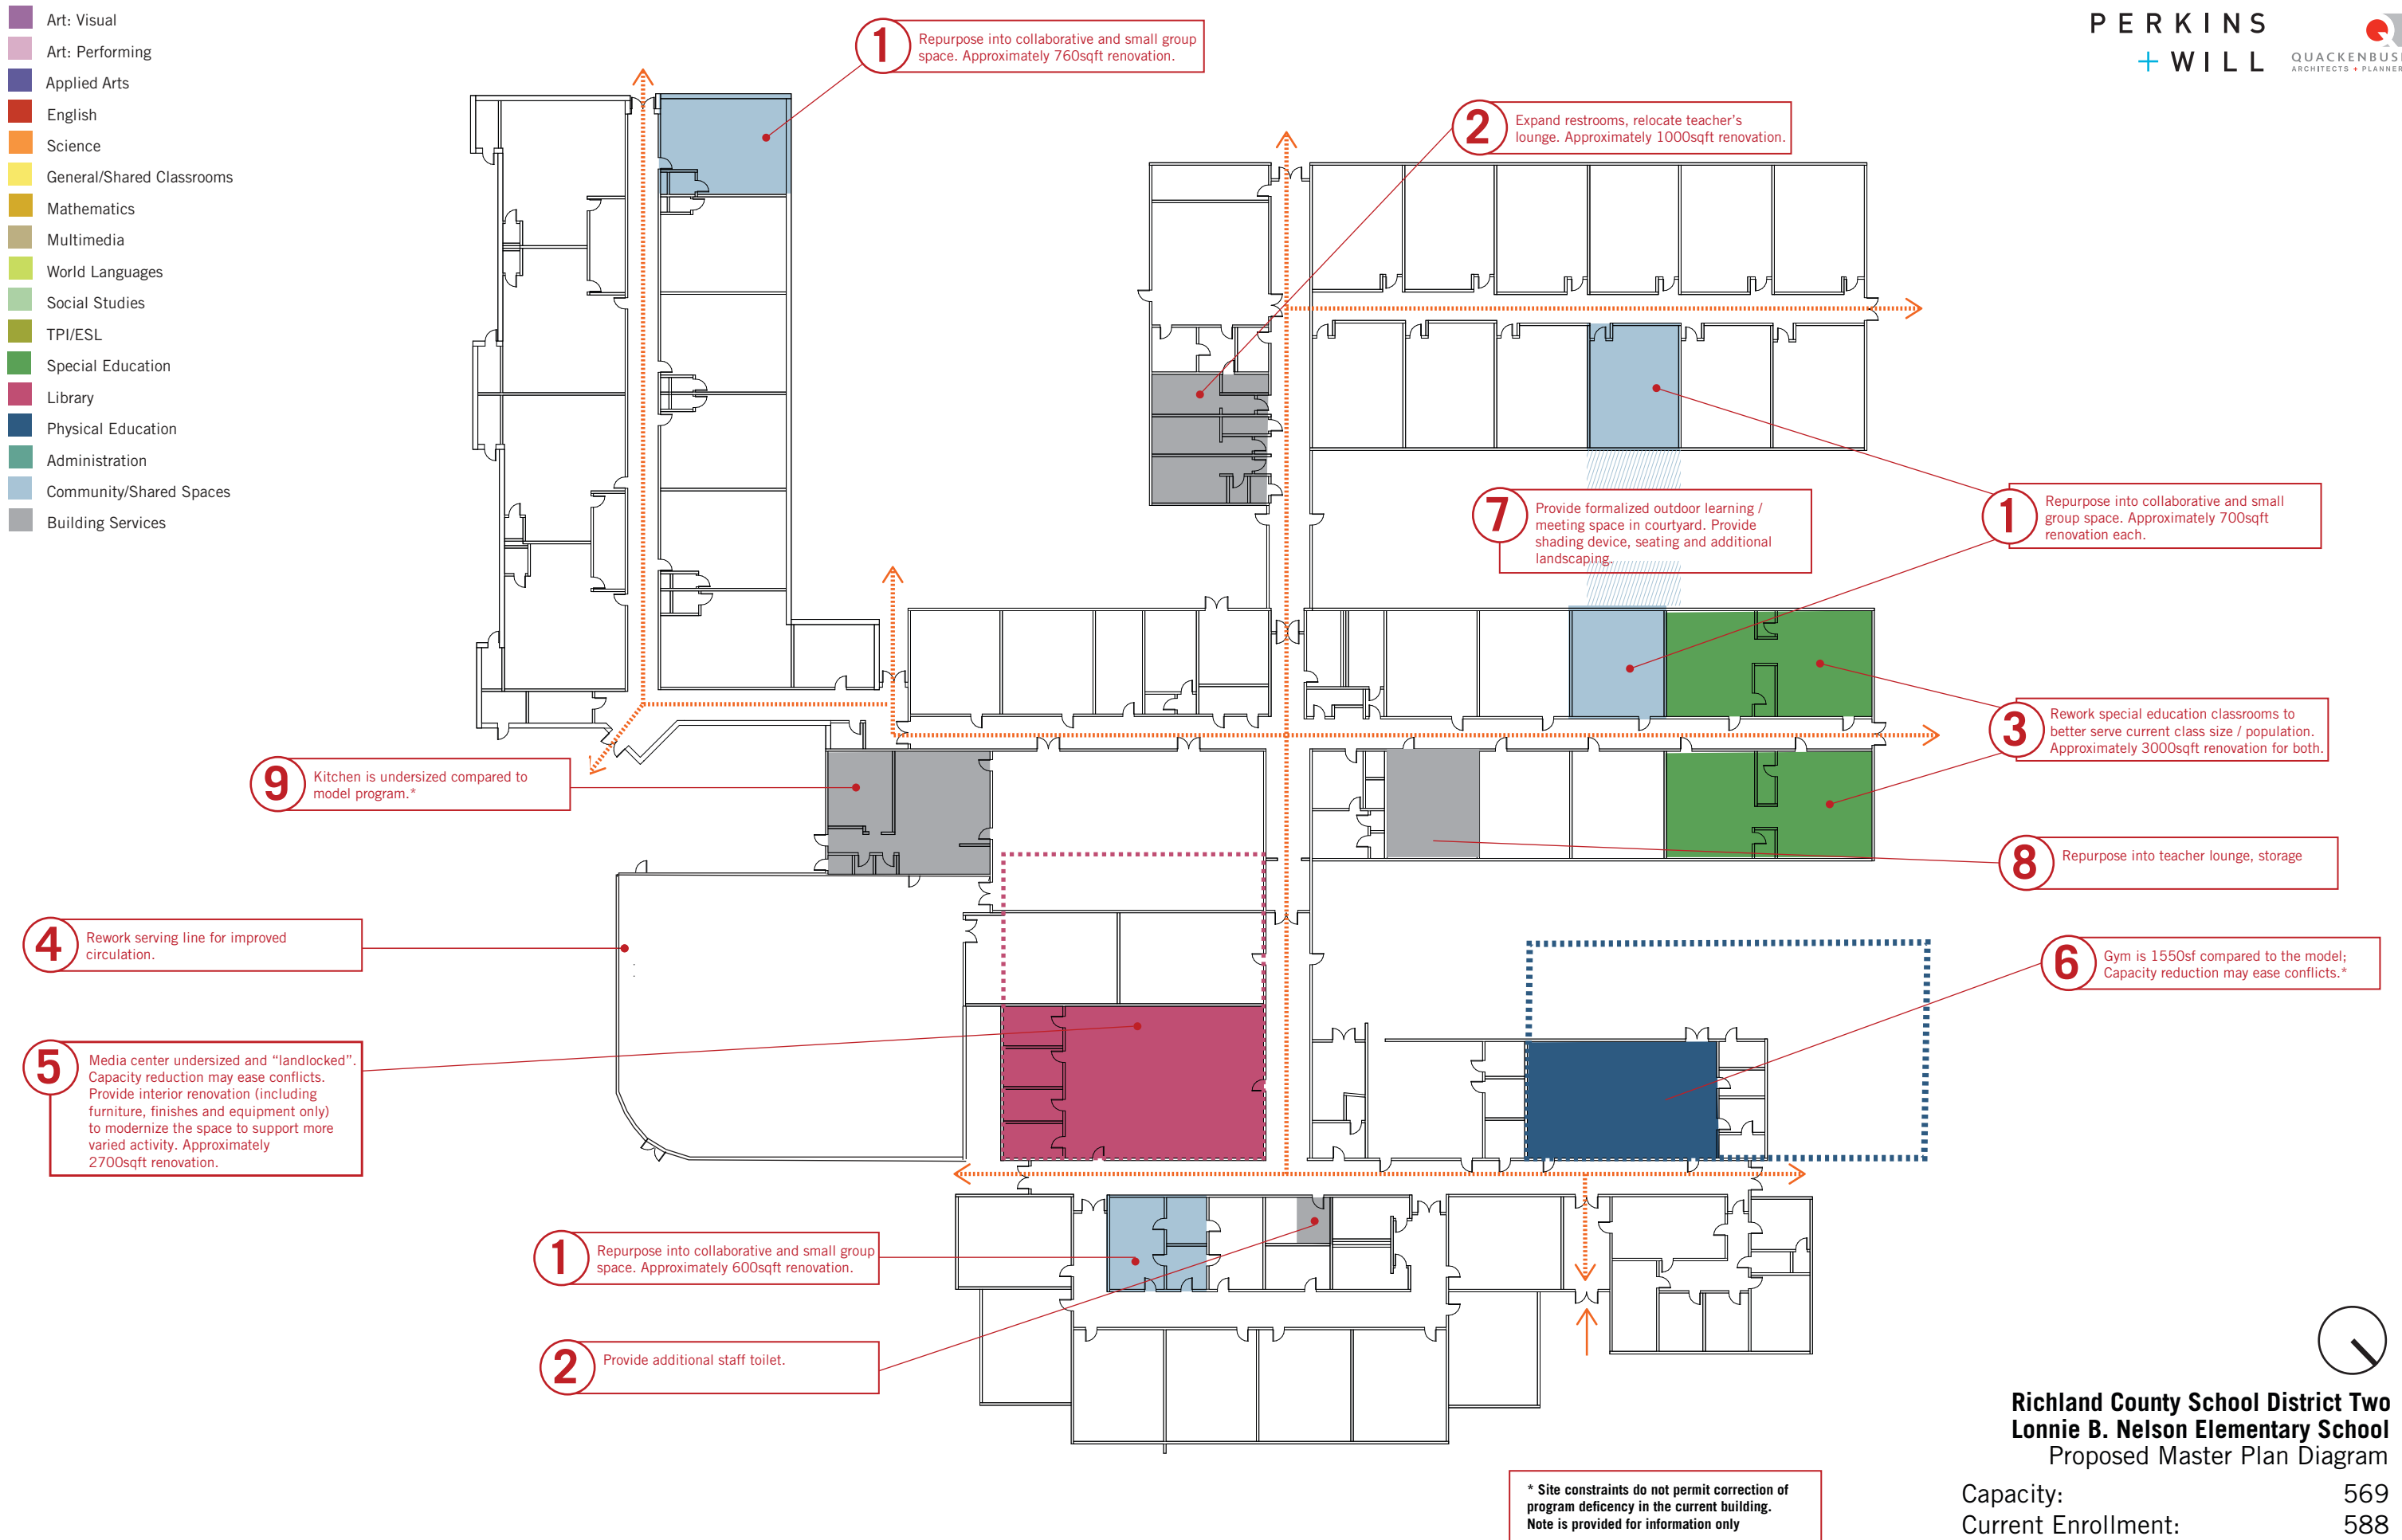 Art: Visual
Art: Performing
Applied Arts
English
Science
General/Shared Classrooms
Mathematics
Multimedia
World Languages
Social Studies
TPI/ESL
Special Education
Library
Physical Education
Administration
Community/Shared Spaces
Building Services
PERKINS
+ WILL
ARCHITECTS + PLANNER
1
Repurpose into collaborative and small group
space. Approximately 760sqft renovation.
2
Expand restrooms, relocate teacher's
lounge. Approximately 1000sqft renovation.
7
Provide formalized outdoor learning /
meeting space in courtyard. Provide
shading device, seating and additional
landscaping.
1
Repurpose into collaborative and small
group space. Approximately 700sqft
renovation each.
3
Rework special education classrooms to
better serve current class size / population.
Approximately 3000sqft renovation for both.
9
Kitchen is undersized compared to
model program.*
8
Repurpose into teacher lounge, storage
4
Rework serving line for improved
circulation.
6
Gym is 1550sf compared to the model;
Capacity reduction may ease conflicts.*
5
Media center undersized and “landlocked”.
Capacity reduction may ease conflicts.
Provide interior renovation (including
furniture, finishes and equipment only)
to modernize the space to support more
varied activity. Approximately
2700sqft renovation.
1
Repurpose into collaborative and small group
space. Approximately 600sqft renovation.
2
Provide additional staff toilet.
Richland County School District Two
Lonnie B. Nelson Elementary School
Proposed Master Plan Diagram
Capacity: 569
Current Enrollment: 588
* Site constraints do not permit correction of
program deficency in the current building.
Note is provided for information only